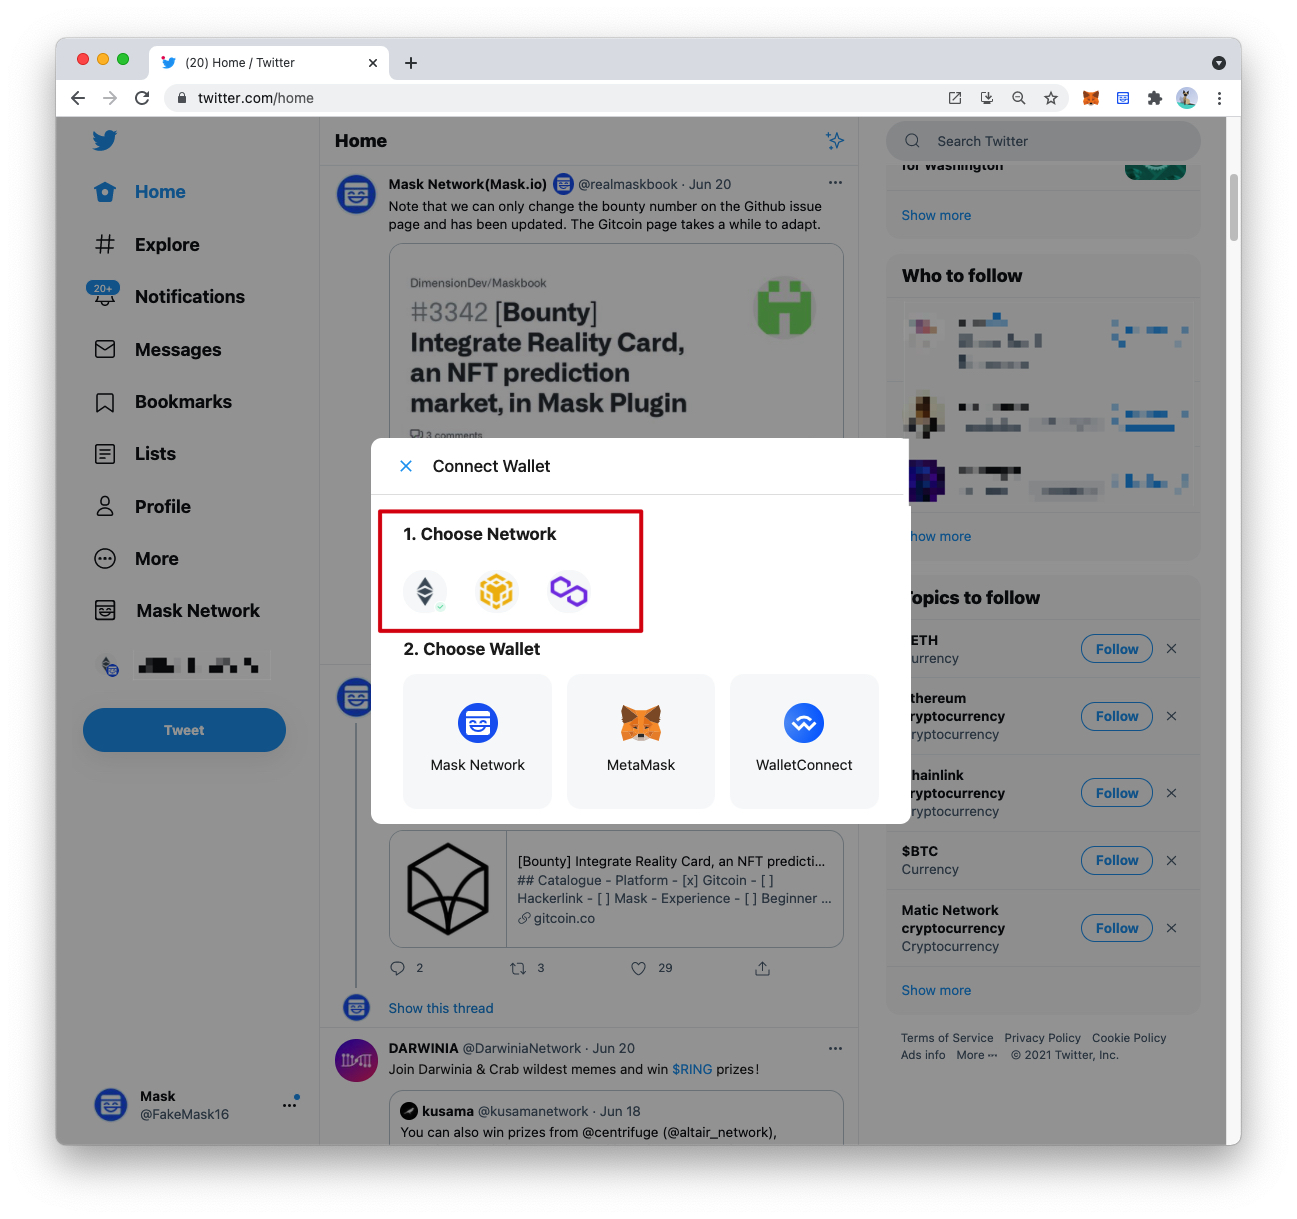 (20) Home / Twitter
twitter.com/home
Home
Explore
20+
Notifications
Messages
Bookmarks
Lists
Profile
More
Mask Network
Tweet
Mask
@FakeMask16
Home
Mask Network(Mask.io) @realmaskbook · Jun 20
Note that we can only change the bounty number on the Github issue
page and has been updated. The Gitcoin page takes a while to adapt.
DimensionDev/Maskbook
#3342 [Bounty]
Integrate Reality Card,
an NFT prediction
market, in Mask Plugin
3 comments
Connect Wallet
1. Choose Network
2. Choose Wallet
Mask Network
MetaMask
WalletConnect
[Bounty] Integrate Reality Card, an NFT predicti...
## Catalogue - Platform - [x] Gitcoin - [ ]
Hackerlink - [ ] Mask - Experience - [ ] Beginner ...
gitcoin.co
2
3
29
Show this thread
DARWINIA @DarwiniaNetwork · Jun 20
Join Darwinia & Crab wildest memes and win $RING prizes!
kusama @kusamanetwork · Jun 18
You can also win prizes from @centrifuge (@altair_network),
Search Twitter
for Washington
Show more
Who to follow
how more
opics to follow
ETH
urrency
Follow
thereum
ryptocurrency
ryptocurrency
Follow
hainlink
ryptocurrency
ryptocurrency
Follow
$BTC
Currency
Follow
Matic Network
cryptocurrency
Cryptocurrency
Follow
Show more
Terms of Service Privacy Policy Cookie Policy
Ads info More ··· © 2021 Twitter, Inc.